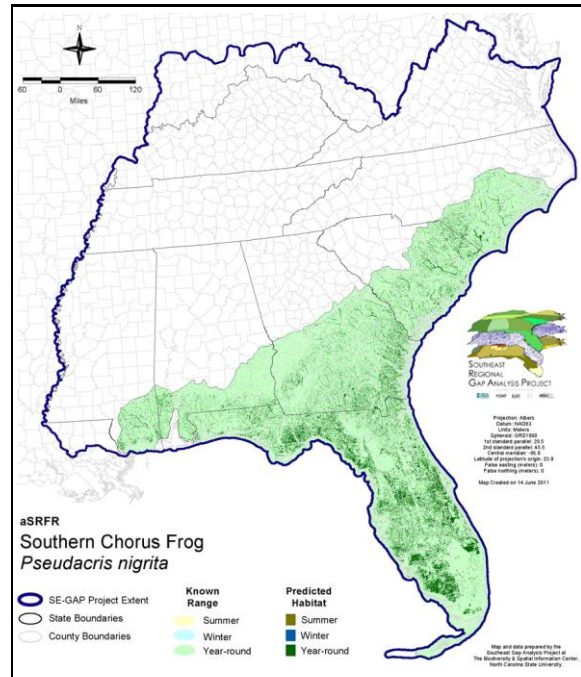 N
60 0 60 120
Miles
SOUTHEAST
REGIONAL
GAP ANALYSIS PROJECT
Projection: Albers
Datum: NAD83
Units: Meters
Spheroid: GRS1980
1st standard parallel: 29.5
2nd standard parallel: 45.5
Central meridian: -96.0
Latitude of projection's origin: 23.0
False easting (meters): 0
False northing (meters): 0
Map Created on 14 June 2011
aSRFR
Southern Chorus Frog
Pseudacris nigrita
SE-GAP Project Extent
State Boundaries
County Boundaries
Known
Range
Summer
Winter
Year-round
Predicted
Habitat
Summer
Winter
Year-round
Map and data prepared by the
Southeast Gap Analysis Project at
The Biodiversity & Spatial Information Center,
North Carolina State University.